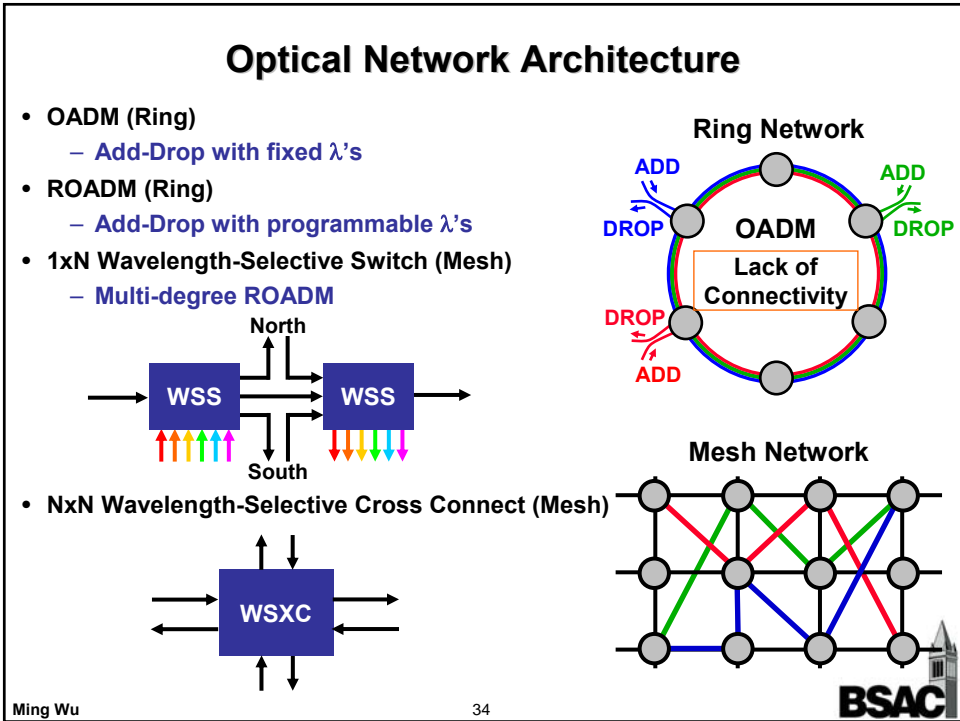 Optical Network Architecture
• OADM (Ring)
– Add-Drop with fixed λ's
• ROADM (Ring)
– Add-Drop with programmable λ's
• 1xN Wavelength-Selective Switch (Mesh)
– Multi-degree ROADM
North
WSS
WSS
South
• NxN Wavelength-Selective Cross Connect (Mesh)
WSXC
Ring Network
ADD
DROP
ADD
DROP
OADM
Lack of
Connectivity
DROP
ADD
Mesh Network
Ming Wu
34
BSAC